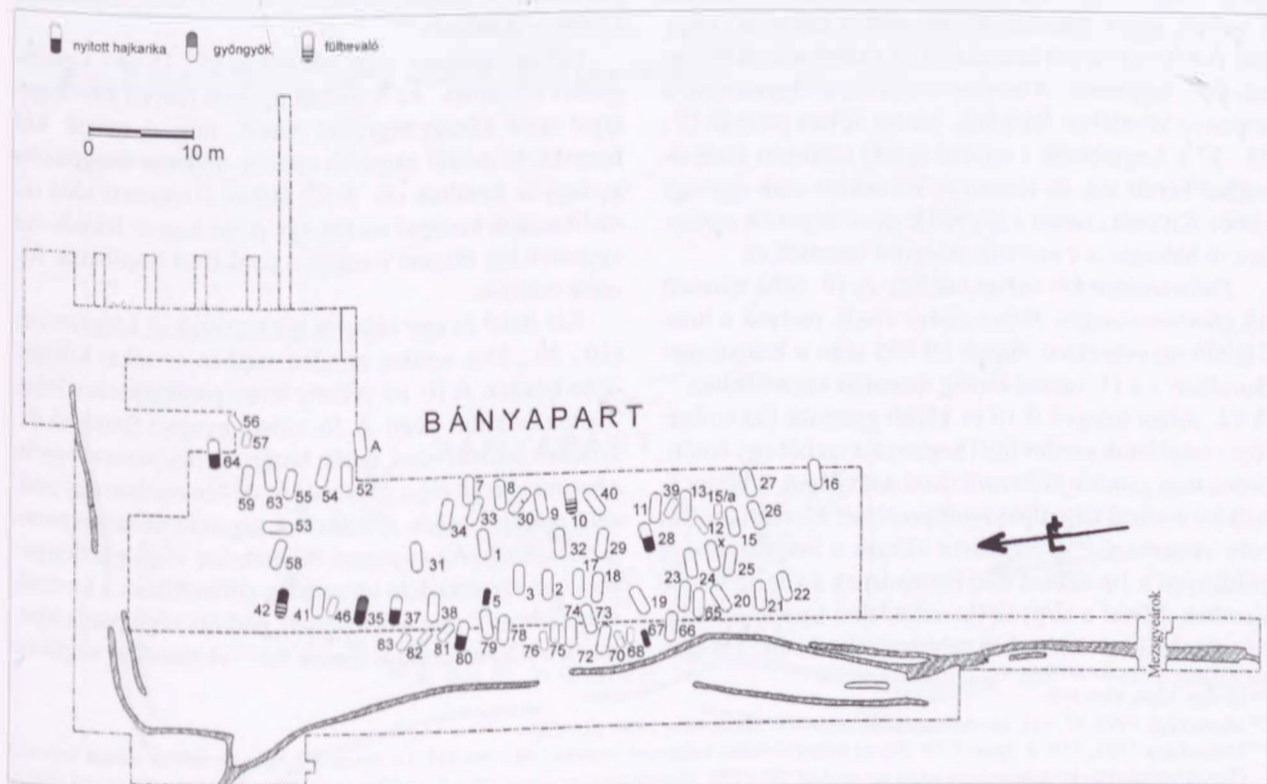 nyitott hajkarika gyöngyök fülbevaló
0 10 m
BÁNYAPART
56
57
64
A
59 63 55 54 52
53
58
42 41 46 35 37 38
31
34 33 7 8 30 9 10 40
1
32 17 29 18
3 2 74 73
5
83 82 81 80 79 78 76 75 72 70 68 67 66
11 39 13 15/a 27 16
28 12 x 15 26
23 24 25
19 65 20 21 22
É
Mezsgyeárok